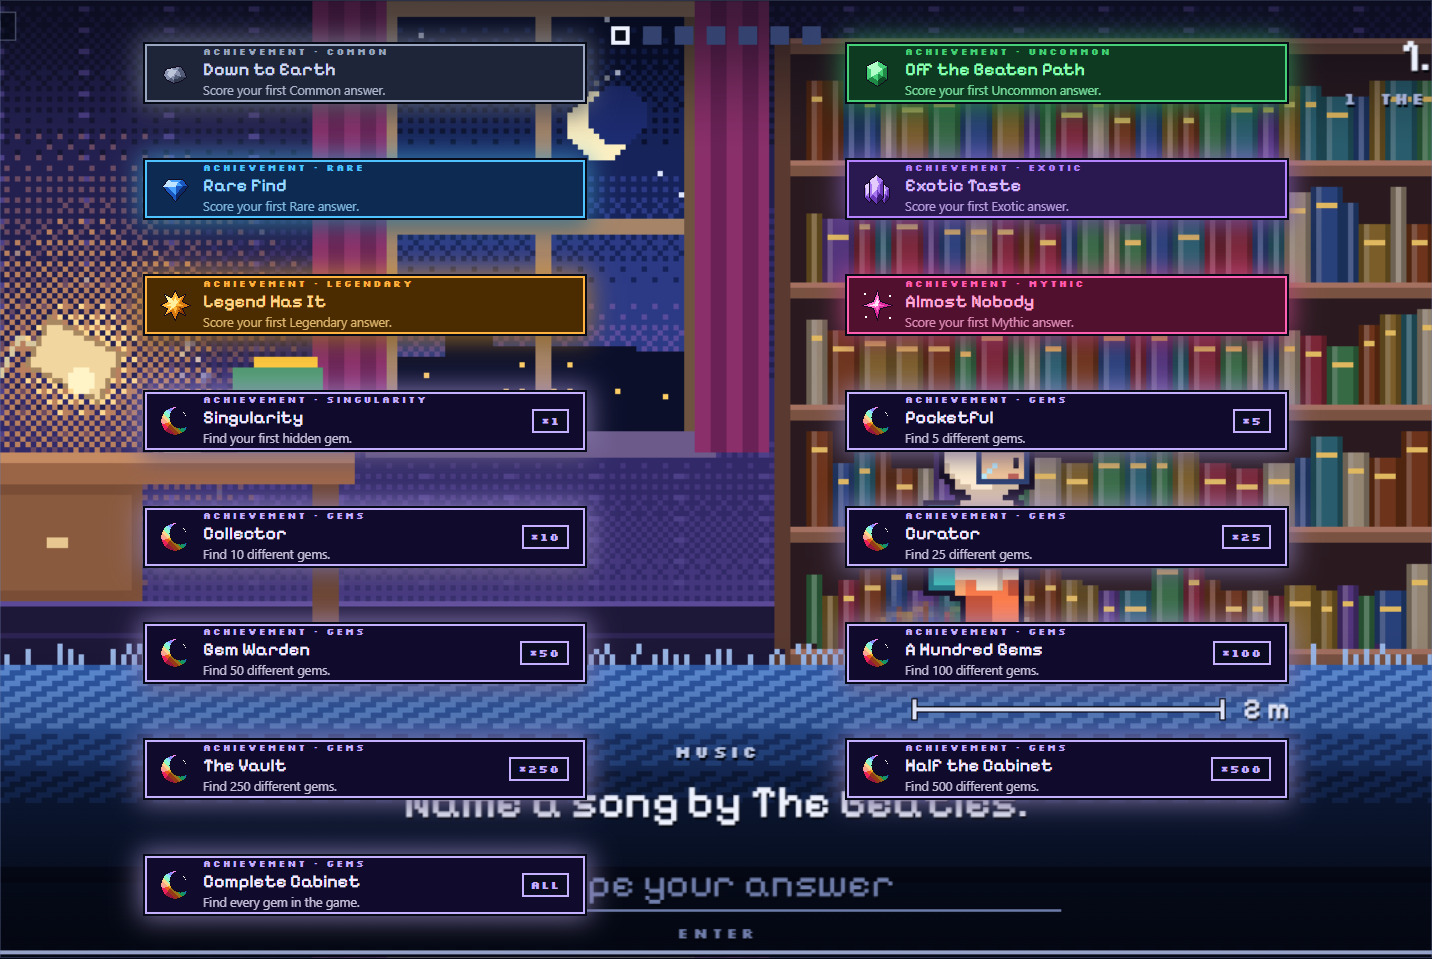 ACHIEVEMENT · COMMON
Down to Earth
Score your first Common answer.
ACHIEVEMENT · UNCOMMON
Off the Beaten Path
Score your first Uncommon answer.
1.
1 THE
ACHIEVEMENT · RARE
Rare Find
Score your first Rare answer.
ACHIEVEMENT · EXOTIC
Exotic Taste
Score your first Exotic answer.
ACHIEVEMENT · LEGENDARY
Legend Has It
Score your first Legendary answer.
ACHIEVEMENT · MYTHIC
Almost Nobody
Score your first Mythic answer.
ACHIEVEMENT · SINGULARITY
Singularity
Find your first hidden gem.
×1
ACHIEVEMENT · GEMS
Pocketful
Find 5 different gems.
×5
ACHIEVEMENT · GEMS
Collector
Find 10 different gems.
×10
ACHIEVEMENT · GEMS
Curator
Find 25 different gems.
×25
ACHIEVEMENT · GEMS
Gem Warden
Find 50 different gems.
×50
ACHIEVEMENT · GEMS
A Hundred Gems
Find 100 different gems.
×100
2 m
ACHIEVEMENT · GEMS
The Vault
Find 250 different gems.
×250
MUSIC
ACHIEVEMENT · GEMS
Half the Cabinet
Find 500 different gems.
×500
Name a song by The Beatles.
ACHIEVEMENT · GEMS
Complete Cabinet
Find every gem in the game.
ALL
pe your answer
ENTER